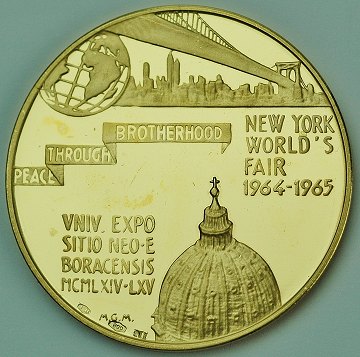 PEACE THROUGH BROTHERHOOD
NEW YORK
WORLD'S
FAIR
1964-1965
VNIV. EXPO
SITIO NEO-E
BORACENSIS
MCMLXIV-LXV
M.C.M.